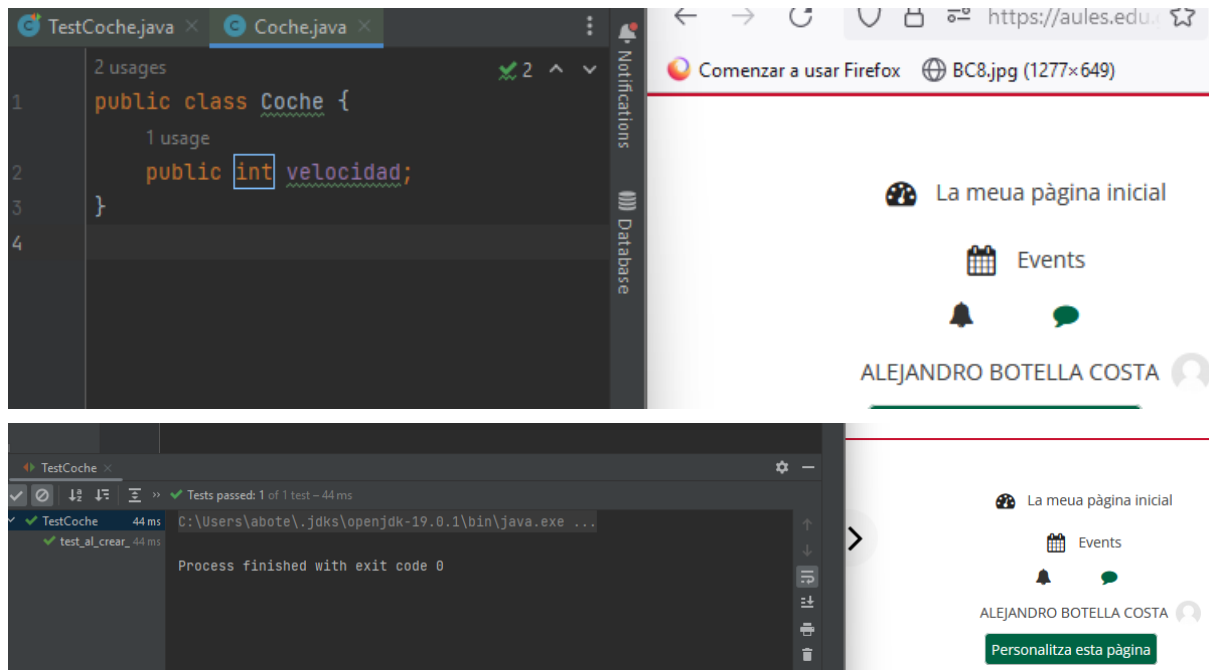 TestCoche.java
Coche.java
2 usages
2
1 public class Coche {
1 usage
2 public int velocidad;
3 }
4
Notifications
Database
https://aules.edu.
Comenzar a usar Firefox
BC8.jpg (1277×649)
La meua pàgina inicial
Events
ALEJANDRO BOTELLA COSTA
TestCoche
Tests passed: 1 of 1 test – 44 ms
TestCoche 44 ms
test_al_crear_ 44 ms
C:\Users\abote\.jdks\openjdk-19.0.1\bin\java.exe ...
Process finished with exit code 0
La meua pàgina inicial
Events
ALEJANDRO BOTELLA COSTA
Personalitza esta pàgina